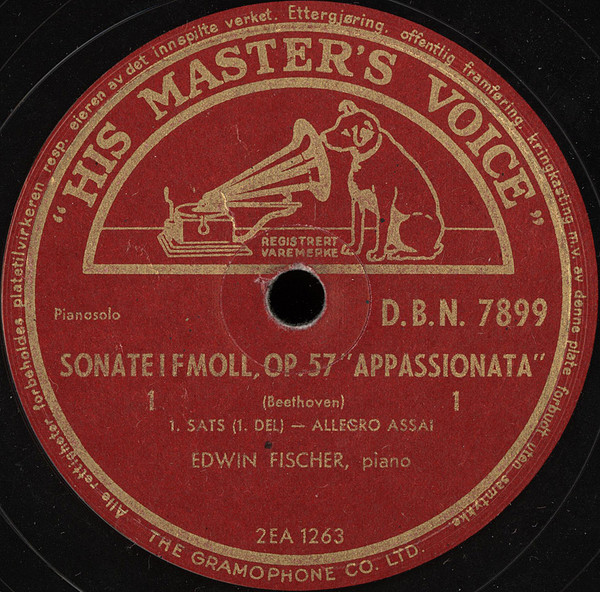 Alle rettigheter forbeholdes platetilvirkeren resp. eieren av det innspilte verket. Ettergjøring, offentlig framføring, kringkasting m.v. av denne plate forbudt uten samtykke
"HIS MASTER'S VOICE"
REGISTRERT
VAREMERKE
Pianosolo
D.B.N. 7899
SONATE I F MOLL, OP. 57 "APPASSIONATA"
1 (Beethoven) 1
1. SATS (1. DEL) — ALLEGRO ASSAI
EDWIN FISCHER, piano
2EA 1263
THE GRAMOPHONE CO. LTD.